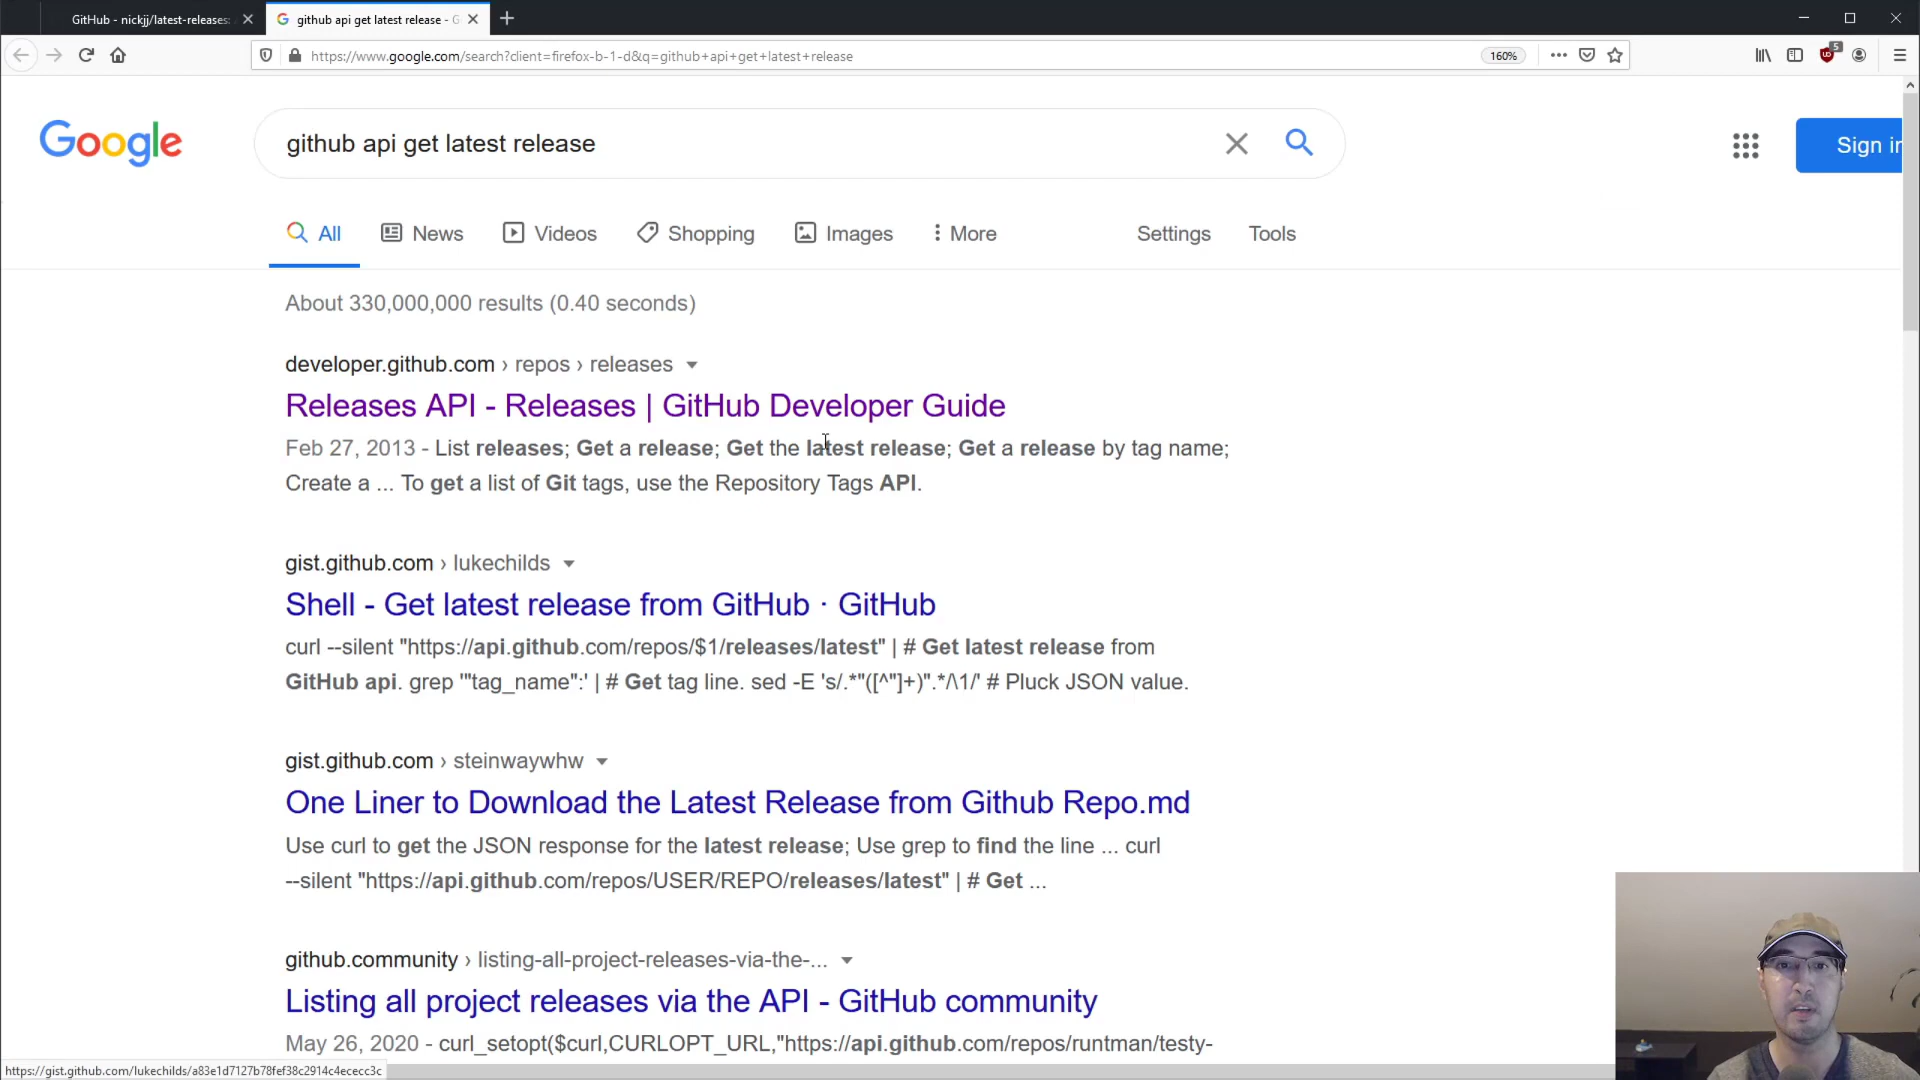 GitHub - nickjj/latest-releases:
github api get latest release - G
https://www.google.com/search?client=firefox-b-1-d&q=github+api+get+latest+release
160%
5
Google
github api get latest release
Sign in
All
News
Videos
Shopping
Images
More
Settings
Tools
About 330,000,000 results (0.40 seconds)
developer.github.com › repos › releases
Releases API - Releases | GitHub Developer Guide
Feb 27, 2013 - List releases; Get a release; Get the latest release; Get a release by tag name;
Create a ... To get a list of Git tags, use the Repository Tags API.
gist.github.com › lukechilds
Shell - Get latest release from GitHub · GitHub
curl --silent "https://api.github.com/repos/$1/releases/latest" | # Get latest release from
GitHub api. grep '"tag_name":' | # Get tag line. sed -E 's/.*"([^"]+)".*/\1/' # Pluck JSON value.
gist.github.com › steinwaywhw
One Liner to Download the Latest Release from Github Repo.md
Use curl to get the JSON response for the latest release; Use grep to find the line ... curl
--silent "https://api.github.com/repos/USER/REPO/releases/latest" | # Get ...
github.community › listing-all-project-releases-via-the-...
Listing all project releases via the API - GitHub community
May 26, 2020 - curl_setopt($curl,CURLOPT_URL,"https://api.github.com/repos/runtman/testy-
https://gist.github.com/lukechilds/a83e1d7127b78fef38c2914c4ececc3c